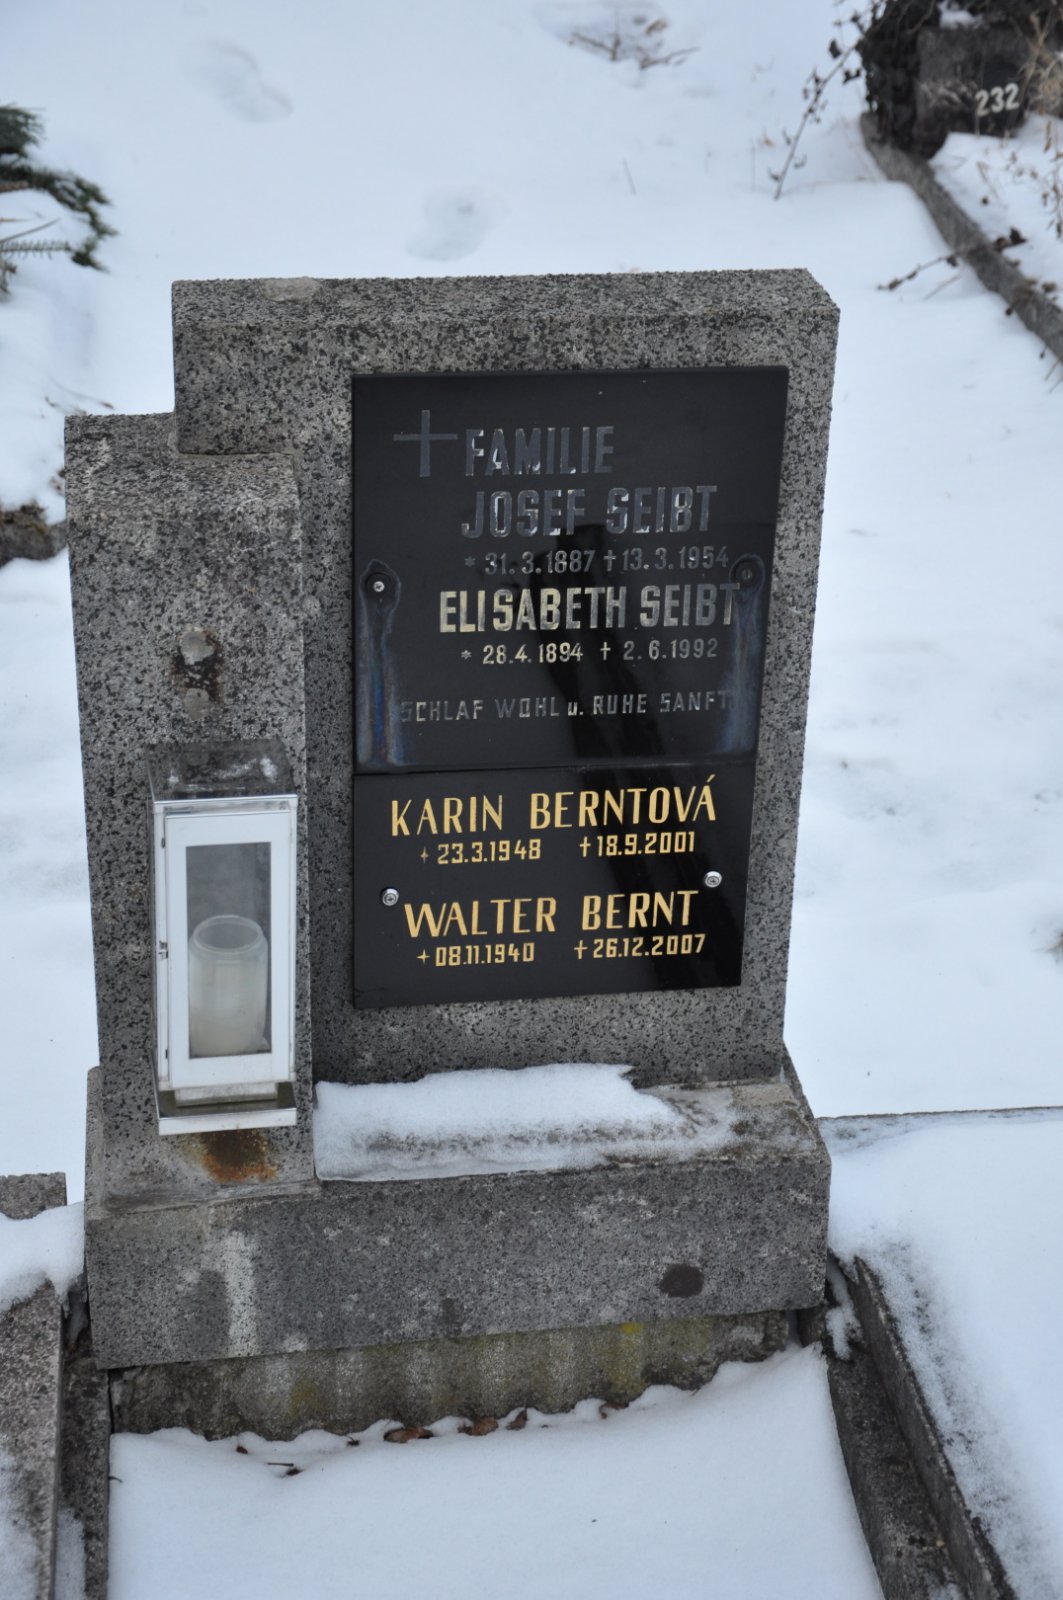 232
FAMILIE
JOSEF SEIBT
* 31.3.1887 † 13.3.1954
ELISABETH SEIBT
* 28.4.1894 † 2.6.1992
SCHLAF WOHL u. RUHE SANFT
KARIN BERNTOVÁ
* 23.3.1948 † 18.9.2001
WALTER BERNT
* 08.11.1940 † 26.12.2007